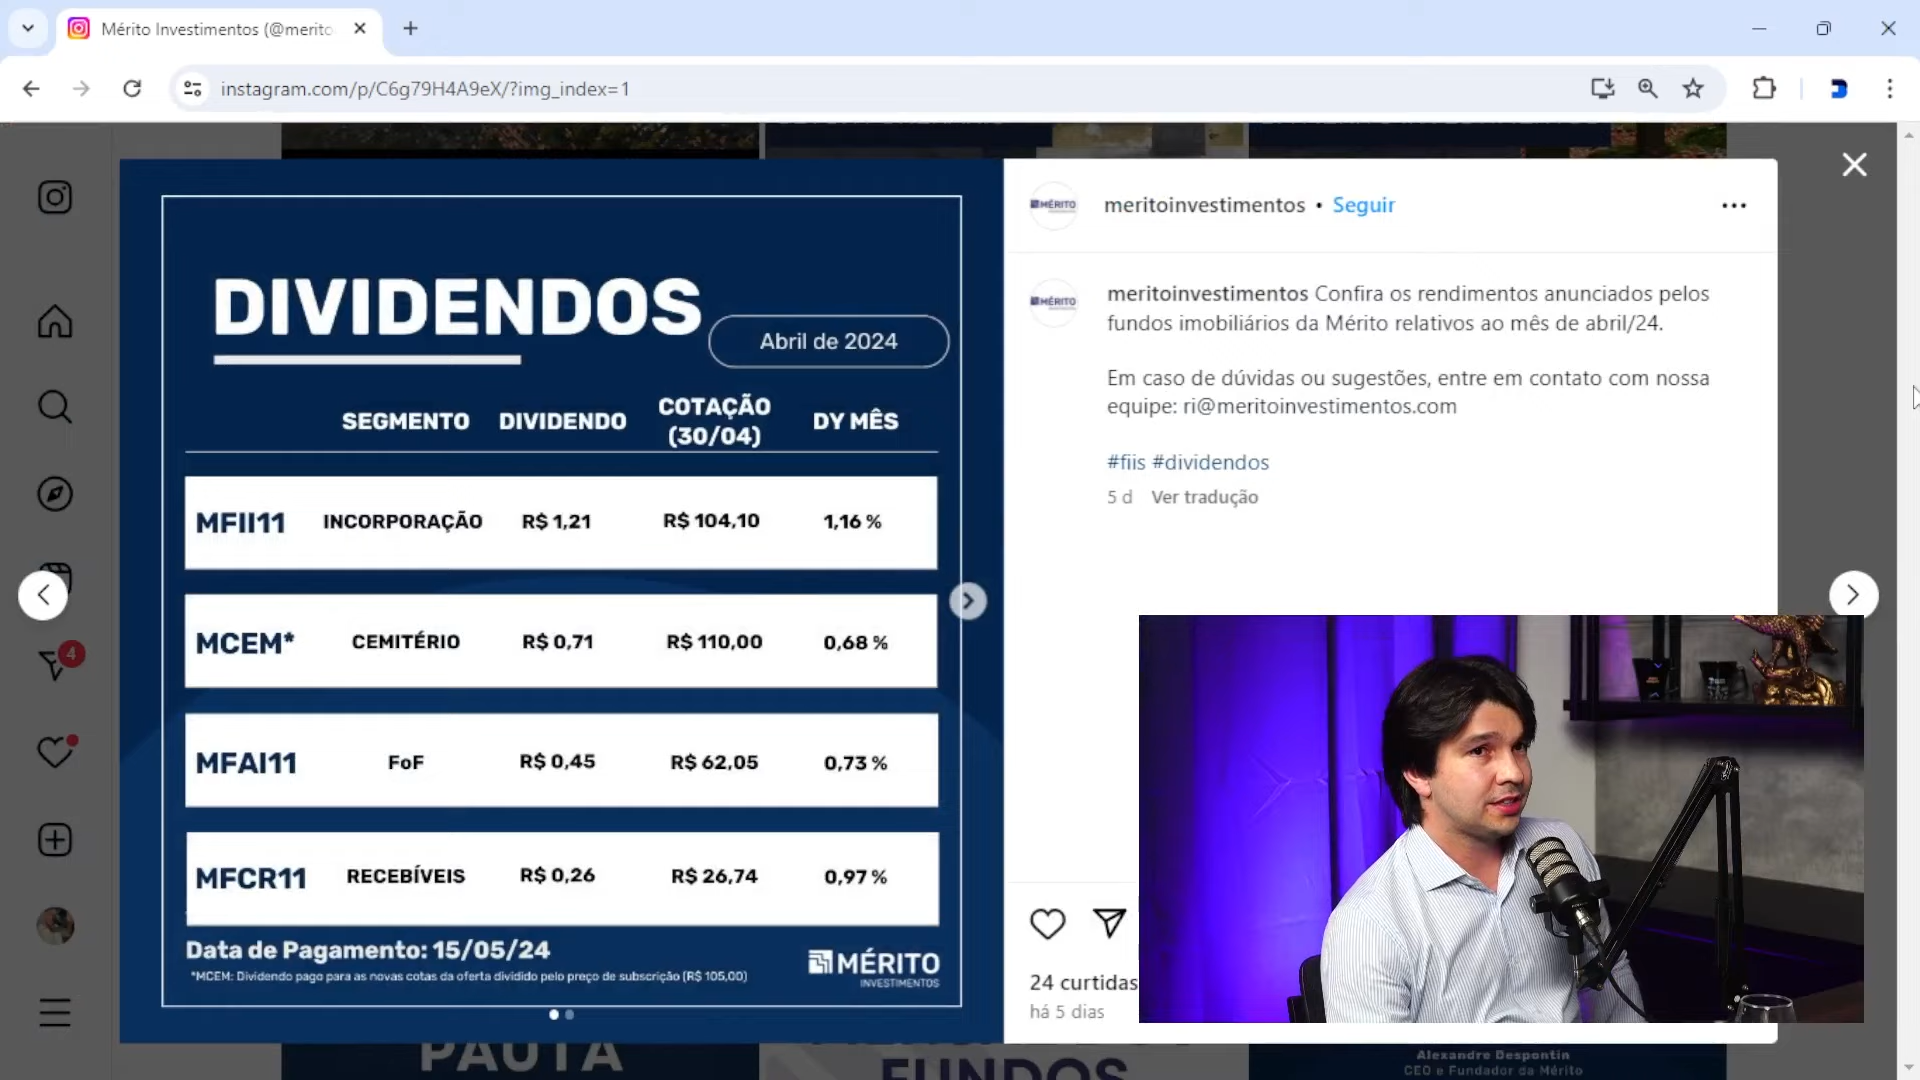 Mérito Investimentos (@merito
instagram.com/p/C6g79H4A9eX/?img_index=1
DIVIDENDOS
Abril de 2024
SEGMENTO DIVIDENDO COTAÇÃO (30/04) DY MÊS
MFII11 INCORPORAÇÃO R$ 1,21 R$ 104,10 1,16 %
MCEM* CEMITÉRIO R$ 0,71 R$ 110,00 0,68 %
MFAI11 FoF R$ 0,45 R$ 62,05 0,73 %
MFCR11 RECEBÍVEIS R$ 0,26 R$ 26,74 0,97 %
Data de Pagamento: 15/05/24
*MCEM: Dividendo pago para as novas cotas da oferta dividido pelo preço de subscrição (R$ 105,00)
MÉRITO
INVESTIMENTOS
4
MÉRITO
meritoinvestimentos • Seguir
MÉRITO
meritoinvestimentos Confira os rendimentos anunciados pelos
fundos imobiliários da Mérito relativos ao mês de abril/24.
Em caso de dúvidas ou sugestões, entre em contato com nossa
equipe: ri@meritoinvestimentos.com
#fiis #dividendos
5 d Ver tradução
24 curtidas
há 5 dias
PAUTA
FUNDOS
Alexandre Despontin
CEO e Fundador da Mérito